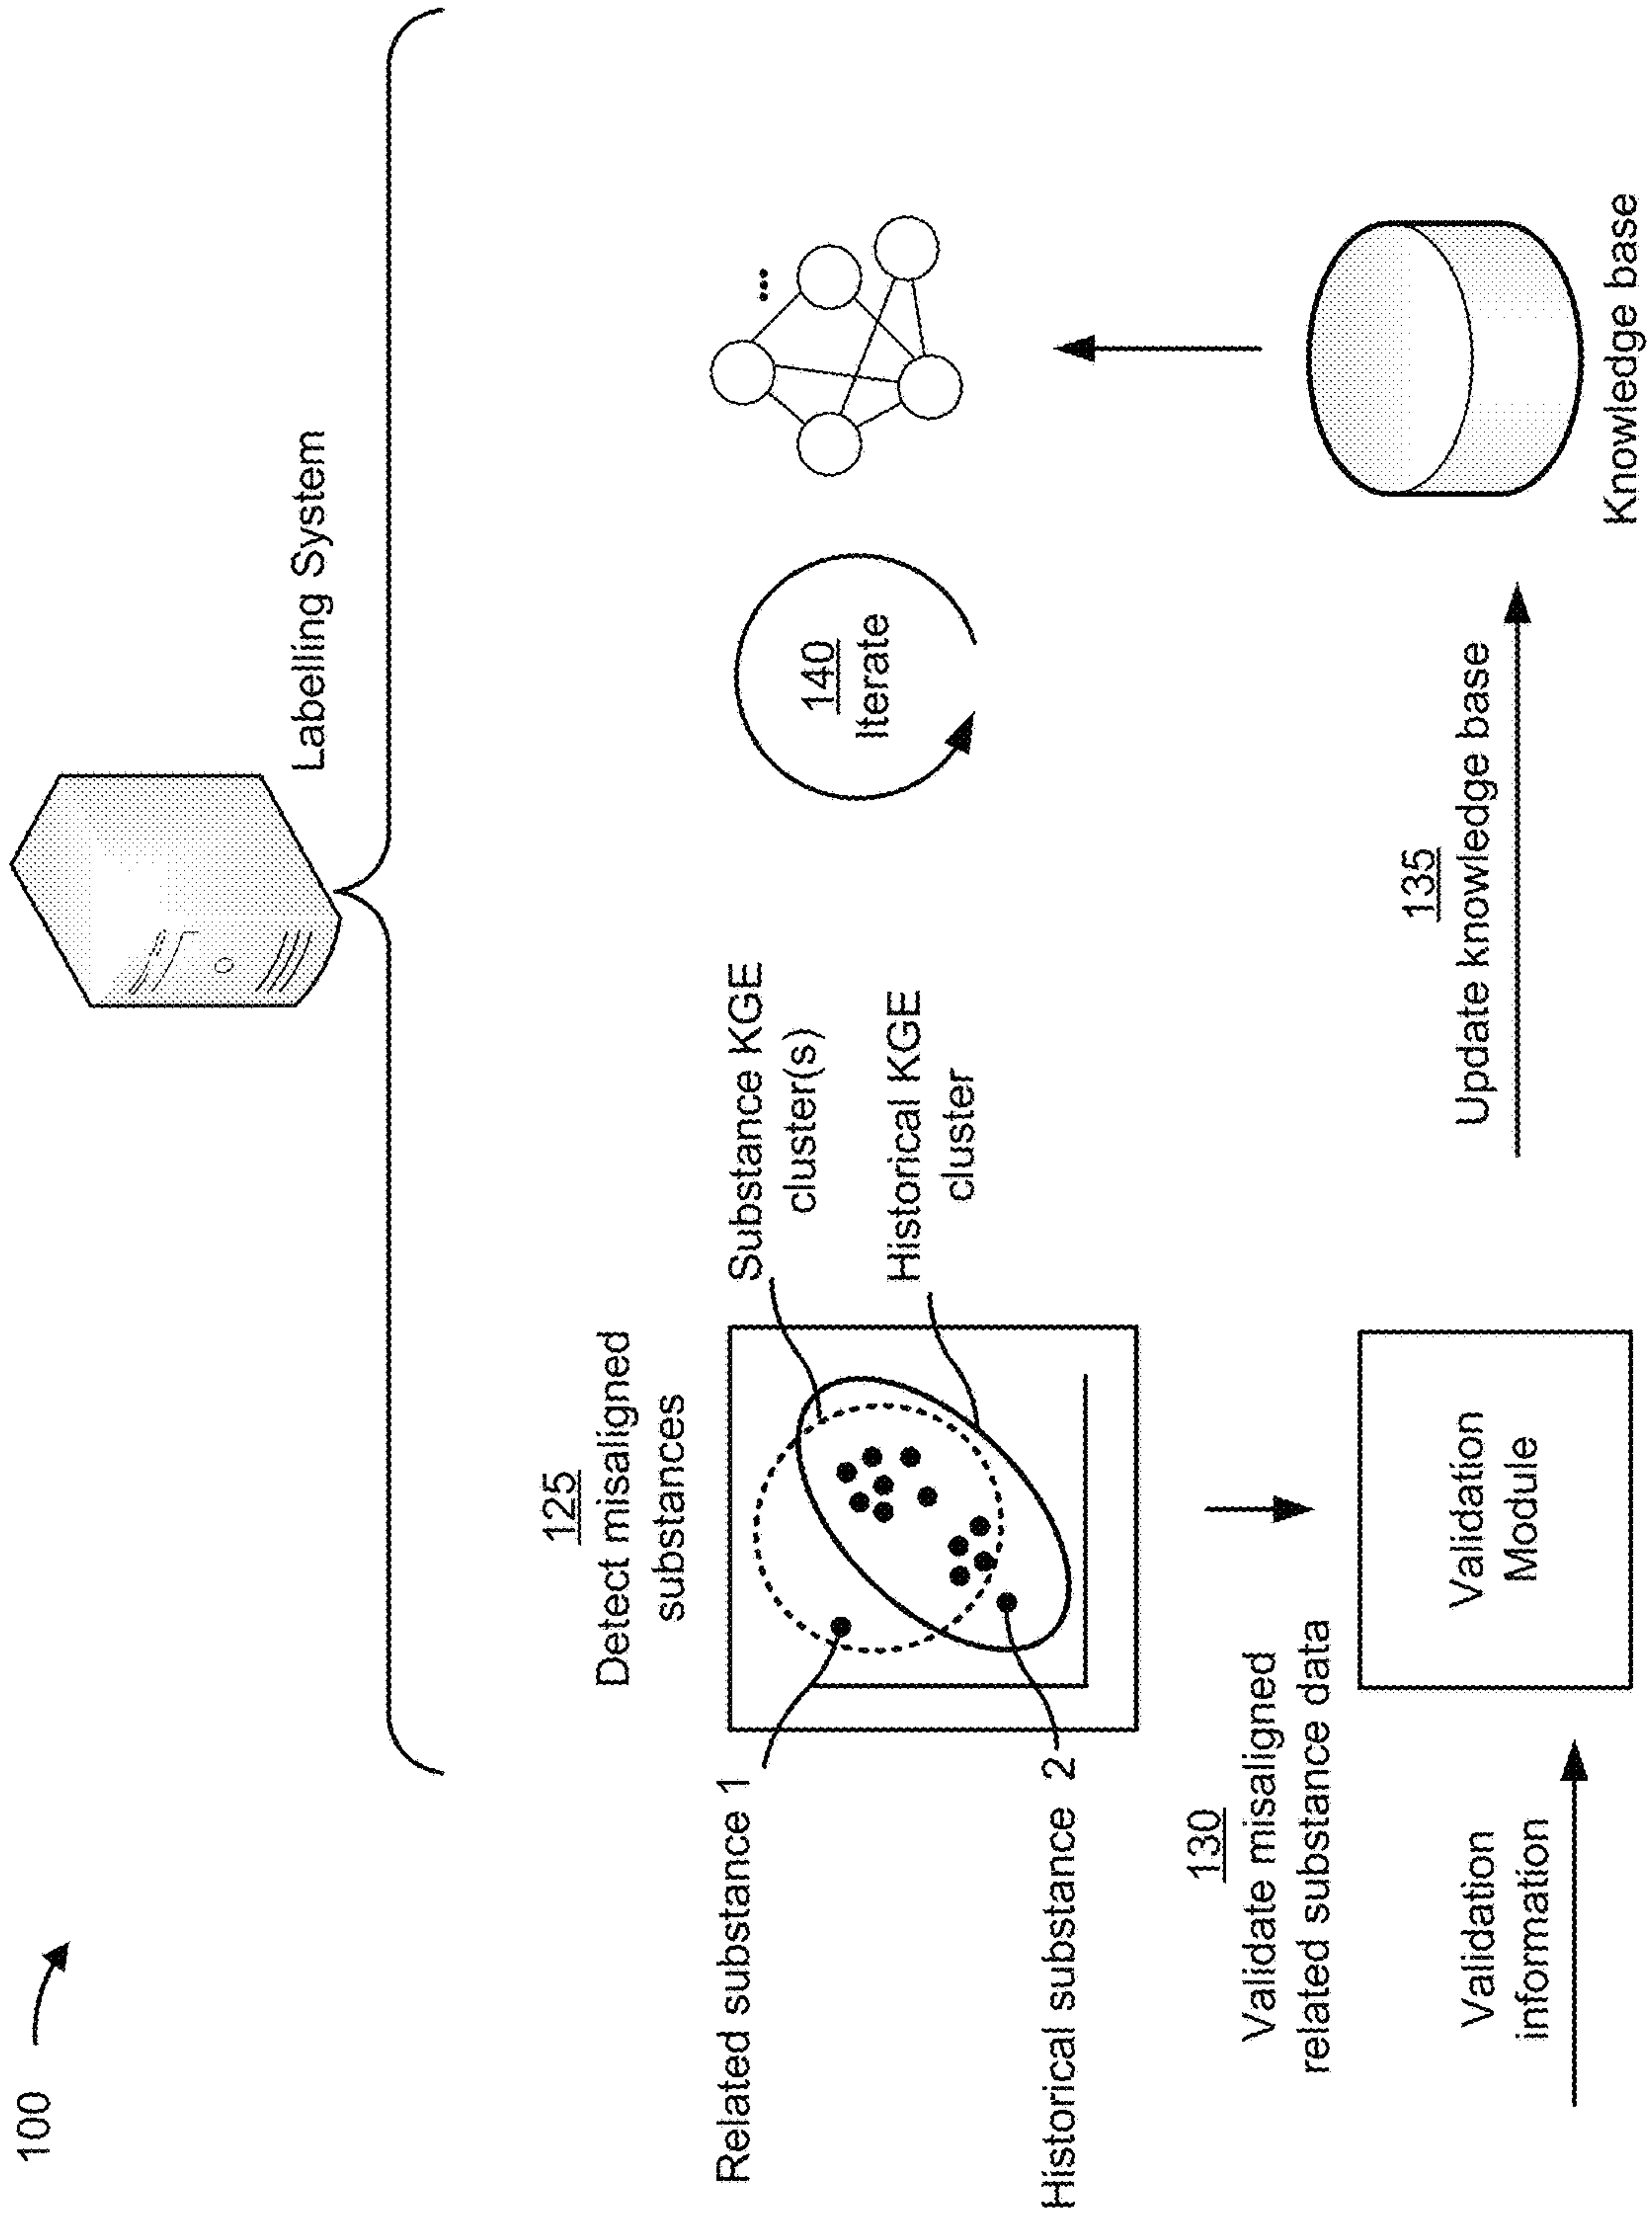 100
Labelling System
125
Detect misaligned
substances
Related substance 1
Substance KGE
cluster(s)
Historical KGE
cluster
Historical substance 2
140
Iterate
...
130
Validate misaligned
related substance data
Validation
information
Validation
Module
135
Update knowledge base
Knowledge base